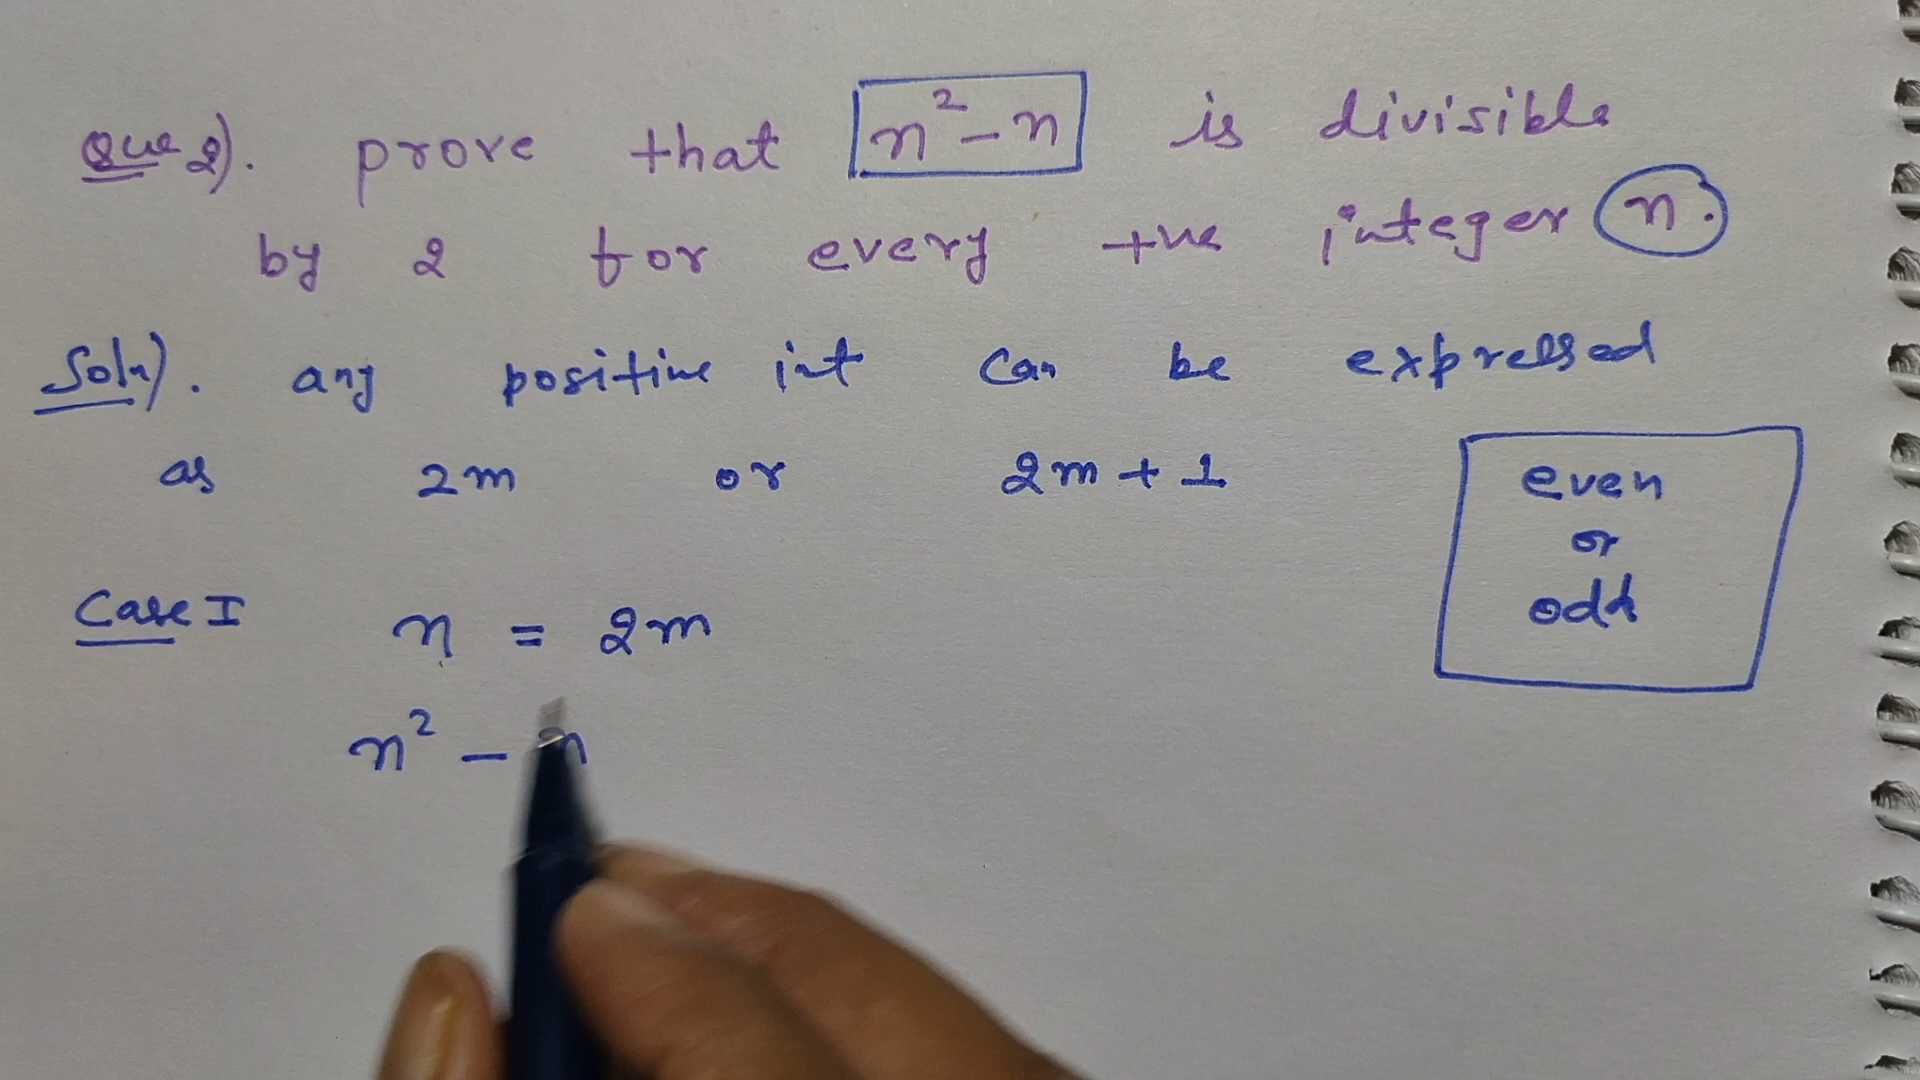 Que 2). prove that n² - n is divisible
by 2 for every +ve integer n.
Soln). any positive int can be expressed
as 2m or 2m + 1
even
or
odd
Case I n = 2m
n² - n